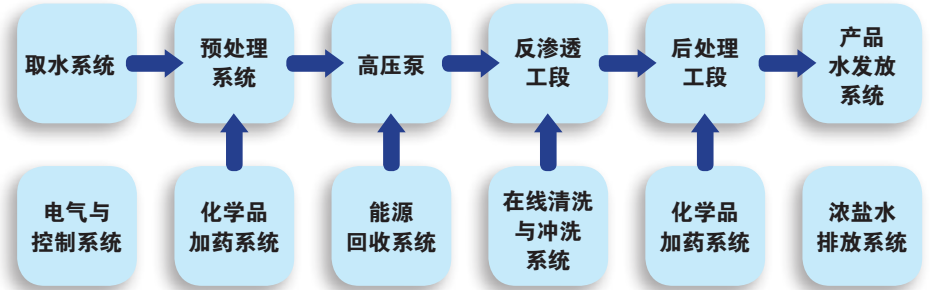 取水系统
预处理
系统
高压泵
反渗透
工段
后处理
工段
产品
水发放
系统
电气与
控制系统
化学品
加药系统
能源
回收系统
在线清洗
与冲洗
系统
化学品
加药系统
浓盐水
排放系统